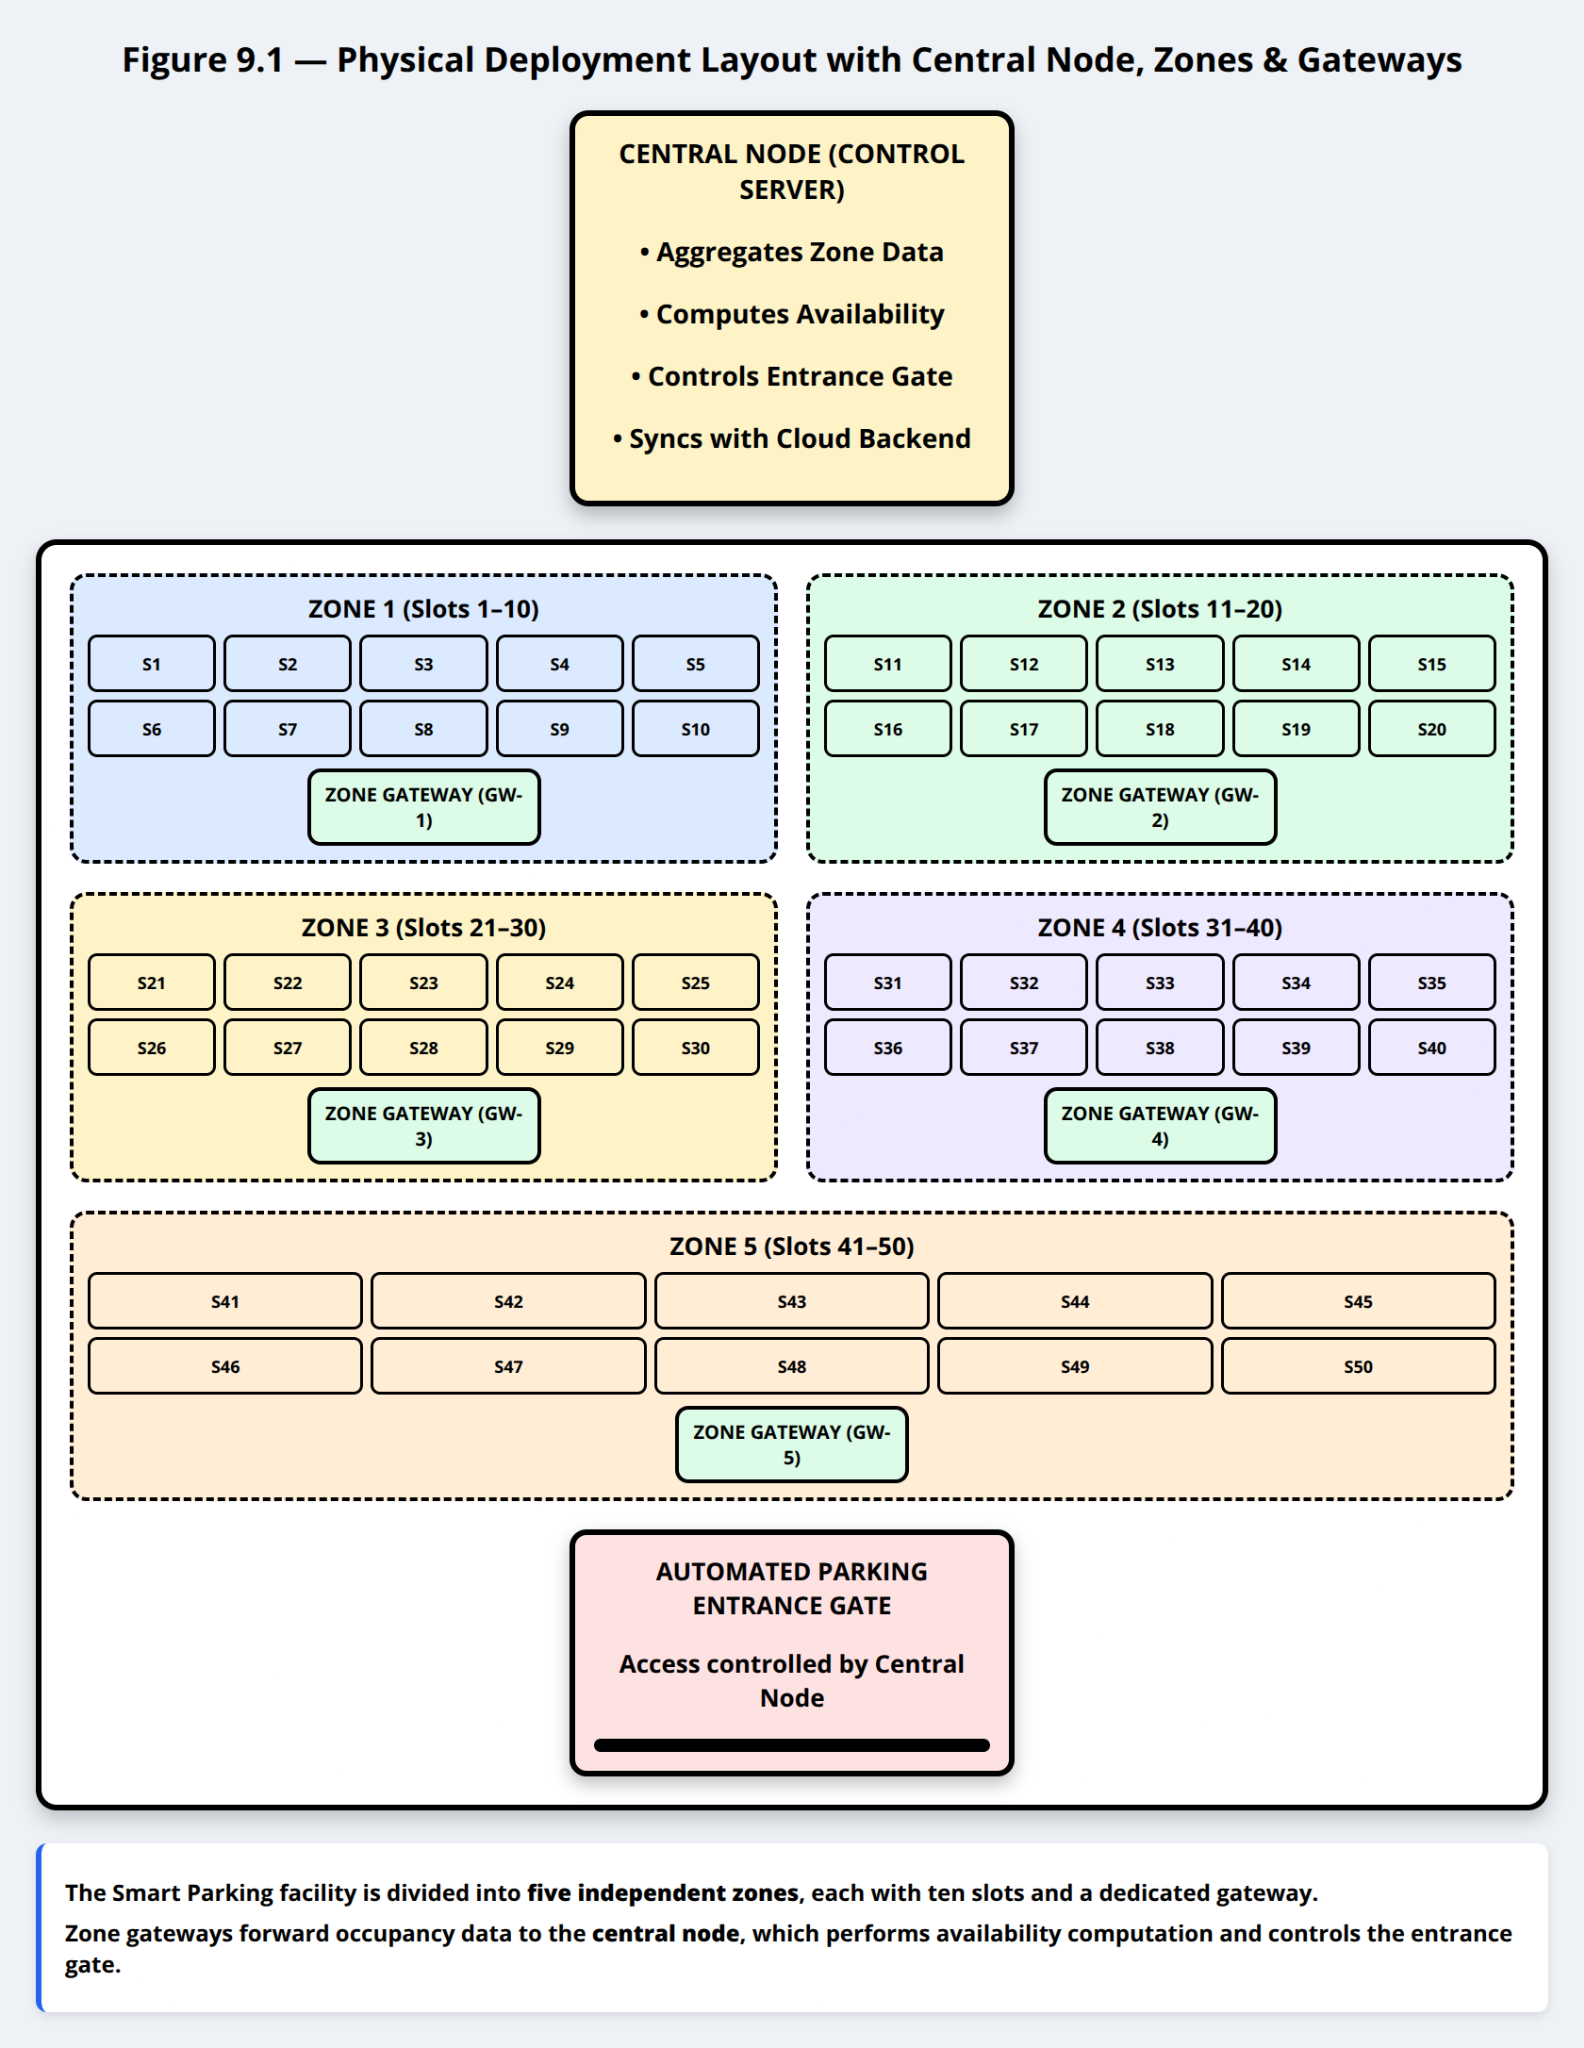 Figure 9.1 — Physical Deployment Layout with Central Node, Zones & Gateways
CENTRAL NODE (CONTROL
SERVER)
• Aggregates Zone Data
• Computes Availability
• Controls Entrance Gate
• Syncs with Cloud Backend
ZONE 1 (Slots 1–10)
S1 S2 S3 S4 S5
S6 S7 S8 S9 S10
ZONE GATEWAY (GW-
1)
ZONE 2 (Slots 11–20)
S11 S12 S13 S14 S15
S16 S17 S18 S19 S20
ZONE GATEWAY (GW-
2)
ZONE 3 (Slots 21–30)
S21 S22 S23 S24 S25
S26 S27 S28 S29 S30
ZONE GATEWAY (GW-
3)
ZONE 4 (Slots 31–40)
S31 S32 S33 S34 S35
S36 S37 S38 S39 S40
ZONE GATEWAY (GW-
4)
ZONE 5 (Slots 41–50)
S41 S42 S43 S44 S45
S46 S47 S48 S49 S50
ZONE GATEWAY (GW-
5)
AUTOMATED PARKING
ENTRANCE GATE
Access controlled by Central
Node
The Smart Parking facility is divided into five independent zones, each with ten slots and a dedicated gateway.
Zone gateways forward occupancy data to the central node, which performs availability computation and controls the entrance
gate.